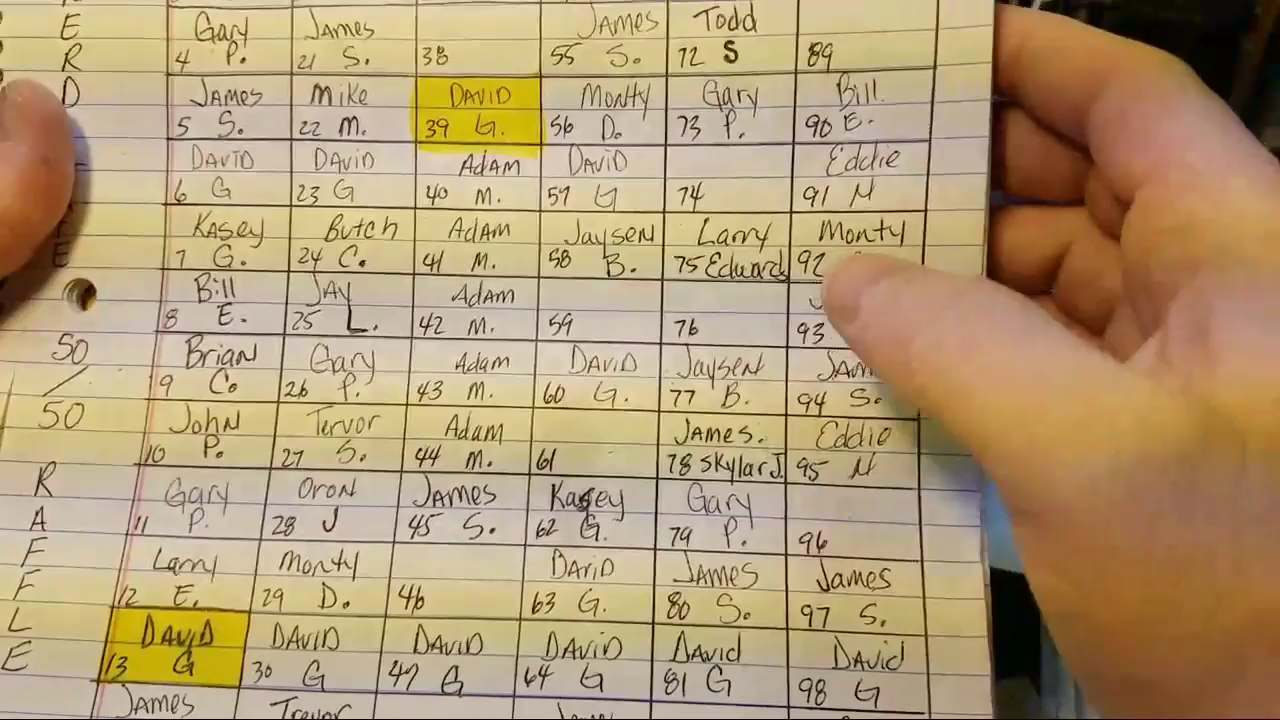 E Gary James James Todd
R 4 P. 21 S. 38 55 S. 72 S 89
D James Mike DAVID Montty Gary Bill
5 S. 22 M. 39 G. 56 D. 73 P. 90 E.
DAVID DAVID Adam DAVID Eddie
6 G 23 G 40 M. 57 G 74 91 N
Kasey Butch Adam Jaysen Larry Monty
E 7 G. 24 C. 41 M. 58 B. 75 Edward 92
Bill JAY Adam
8 E. 25 L. 42 M. 59 76 93
50 Brian Gary Adam DAVID Jaysen
/ 9 C. 26 P. 43 M. 60 G. 77 B. 94 S.
50 John Tervor Adam James. Eddie
10 P. 27 S. 44 M. 61 78 Skylar J. 95 N
R Gary Oron James Kasey Gary
A 11 P. 28 J 45 S. 62 G. 79 P. 96
F Larry Monty DAVID James James
F 12 E. 29 D. 46 63 G. 80 S. 97 S.
L DAVID DAVID DAVID DAVID David David
E 13 G 30 G 47 G 64 G 81 G 98 G
James Trevor